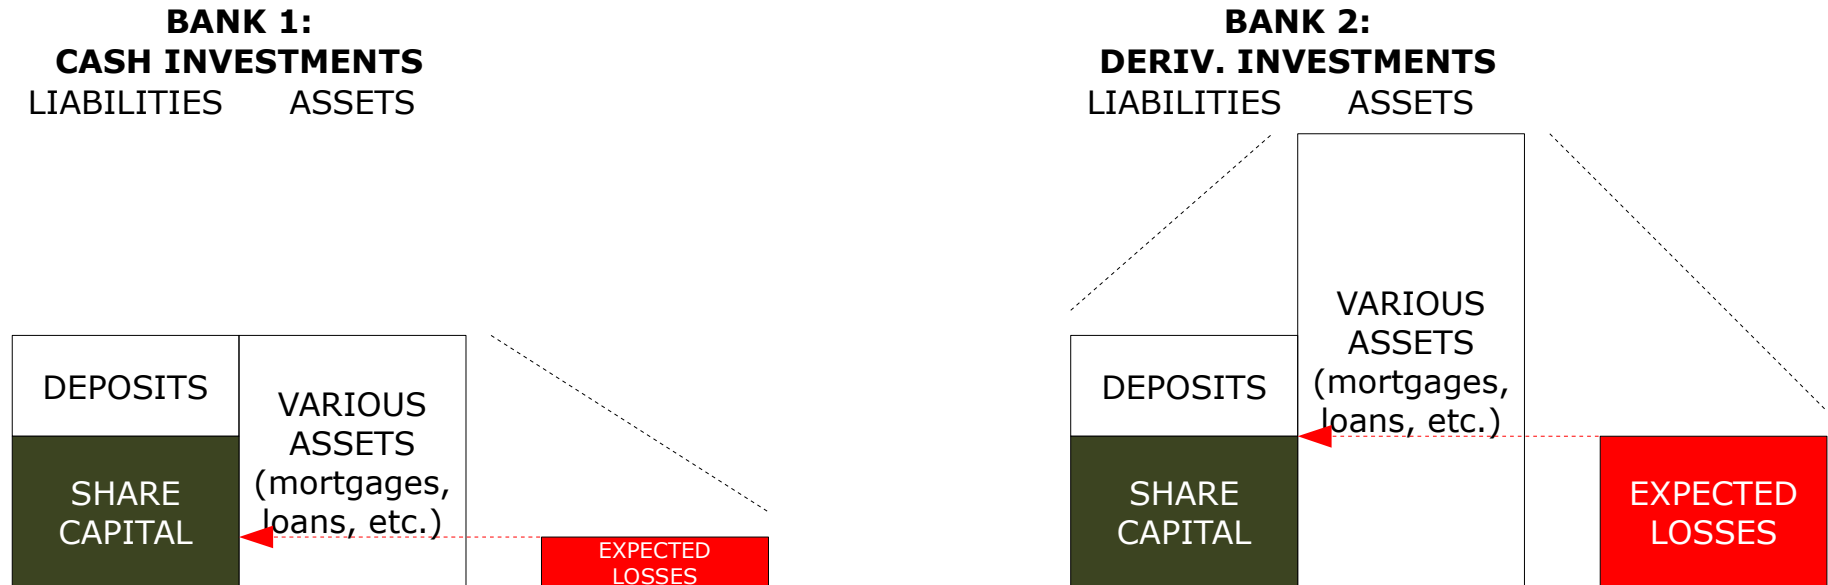 BANK 1:
CASH INVESTMENTS
LIABILITIES ASSETS
DEPOSITS
SHARE
CAPITAL
VARIOUS
ASSETS
(mortgages,
loans, etc.)
EXPECTED
LOSSES
BANK 2:
DERIV. INVESTMENTS
LIABILITIES ASSETS
DEPOSITS
SHARE
CAPITAL
VARIOUS
ASSETS
(mortgages,
loans, etc.)
EXPECTED
LOSSES